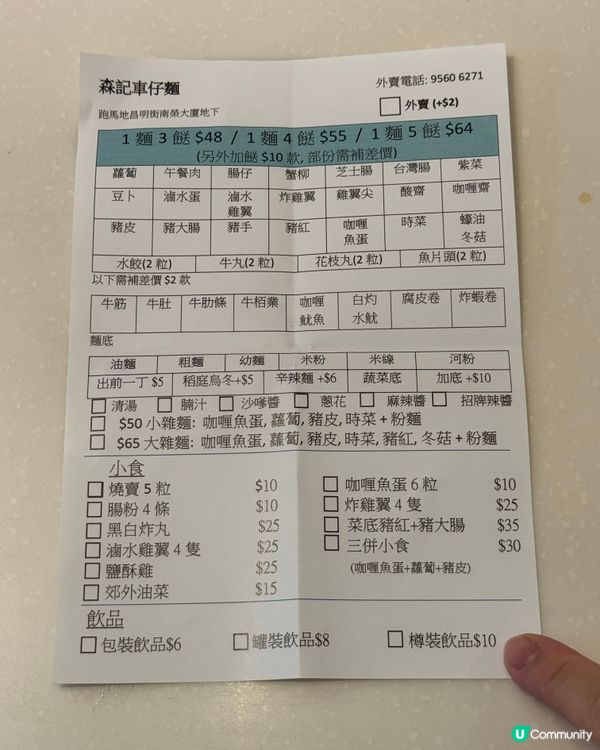 森記車仔麵
外賣電話: 9560 6271
跑馬地昌明街南榮大廈地下
外賣 (+$2)
1 麵 3 餸 $48 / 1 麵 4 餸 $55 / 1 麵 5 餸 $64
(另外加餸 $10 款, 部份需補差價)
蘿蔔 午餐肉 腸仔 蟹柳 芝士腸 台灣腸 紫菜
豆卜 滷水蛋 滷水雞翼 炸雞翼 雞翼尖 酸齋 咖喱齋
豬皮 豬大腸 豬手 豬紅 咖喱魚蛋 時菜 蠔油冬菇
水餃(2 粒) 牛丸(2 粒) 花枝丸(2 粒) 魚片頭(2 粒)
以下需補差價 $2 款
牛筋 牛肚 牛肋條 牛栢葉 咖喱魷魚 白灼水魷 腐皮卷 炸蝦卷
麵底
油麵 粗麵 幼麵 米粉 米線 河粉
出前一丁 $5 稻庭烏冬+$5 辛辣麵 +$6 蔬菜底 加底 +$10
清湯 腩汁 沙嗲醬 蔥花 麻辣醬 招牌辣醬
$50 小雜麵: 咖喱魚蛋, 蘿蔔, 豬皮, 時菜 + 粉麵
$65 大雜麵: 咖喱魚蛋, 蘿蔔, 豬皮, 時菜, 豬紅, 冬菇 + 粉麵
小食
燒賣 5 粒 $10
腸粉 4 條 $10
黑白炸丸 $25
滷水雞翼 4 隻 $25
鹽酥雞 $25
郊外油菜 $15
咖喱魚蛋 6 粒 $10
炸雞翼 4 隻 $25
菜底豬紅+豬大腸 $35
三併小食 $30
(咖喱魚蛋+蘿蔔+豬皮)
飲品
包裝飲品$6 罐裝飲品$8 樽裝飲品$10
U Community